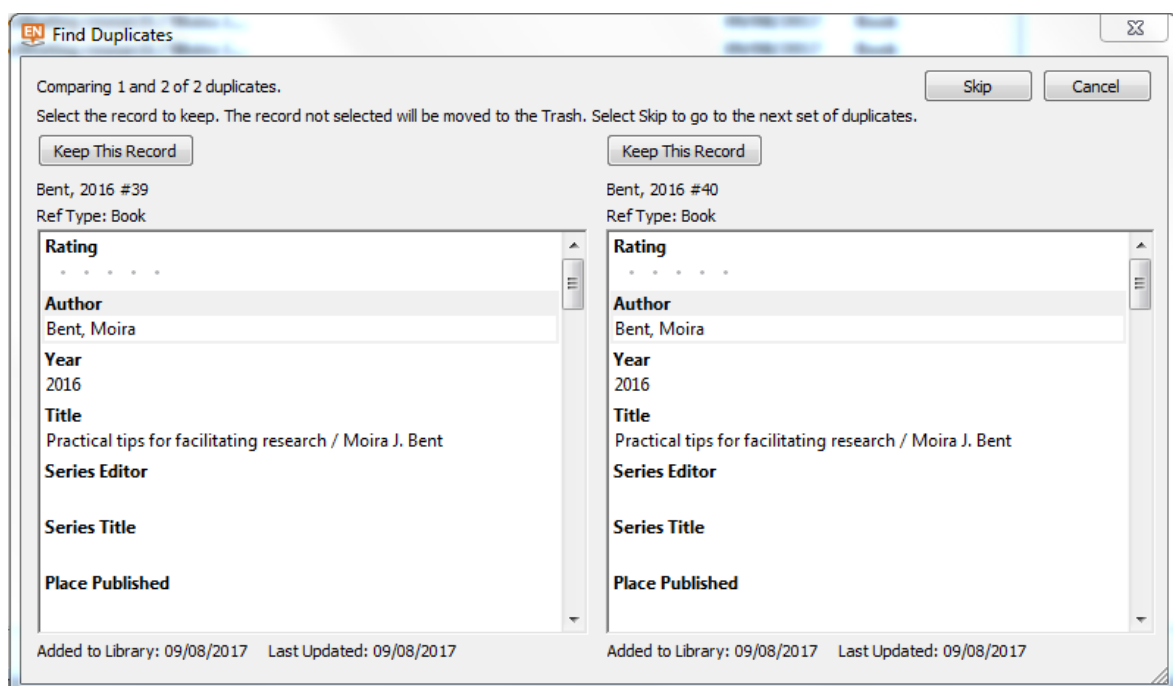 EN Find Duplicates
Comparing 1 and 2 of 2 duplicates.
Skip
Cancel
Select the record to keep. The record not selected will be moved to the Trash. Select Skip to go to the next set of duplicates.
Keep This Record
Bent, 2016 #39
Ref Type: Book
Rating
Author
Bent, Moira
Year
2016
Title
Practical tips for facilitating research / Moira J. Bent
Series Editor
Series Title
Place Published
Added to Library: 09/08/2017 Last Updated: 09/08/2017
Keep This Record
Bent, 2016 #40
Ref Type: Book
Rating
Author
Bent, Moira
Year
2016
Title
Practical tips for facilitating research / Moira J. Bent
Series Editor
Series Title
Place Published
Added to Library: 09/08/2017 Last Updated: 09/08/2017